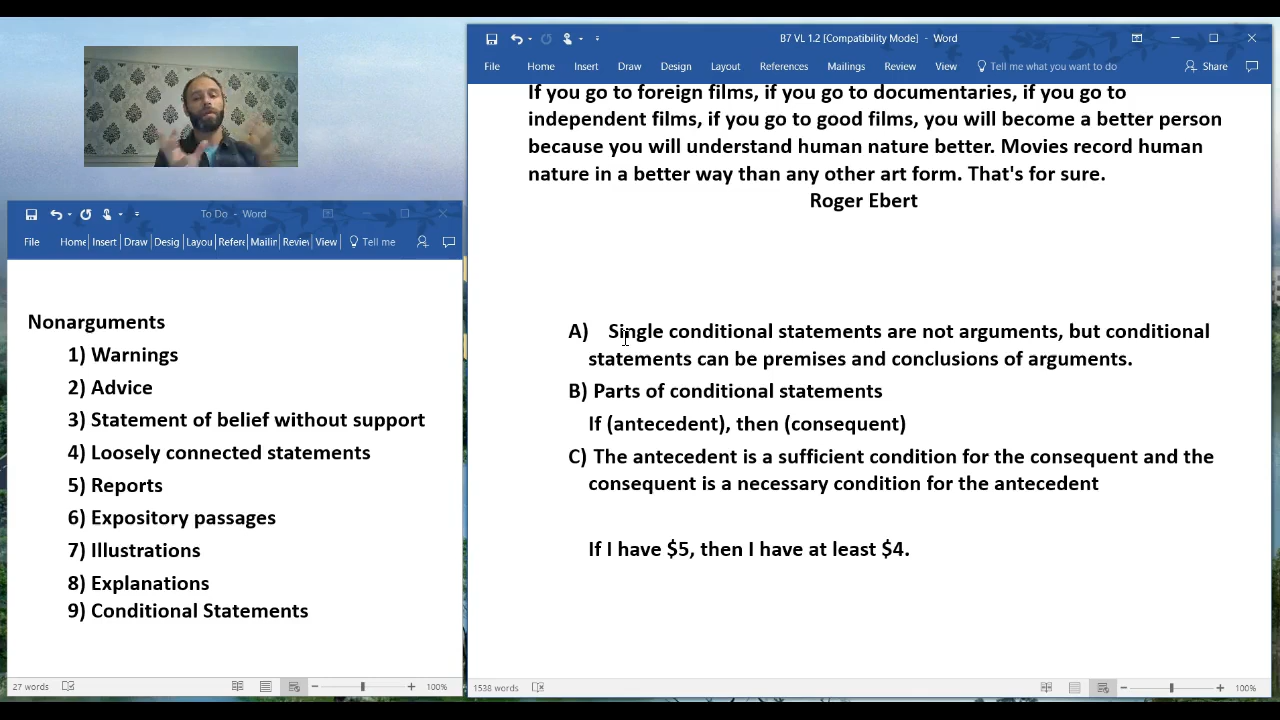 B7 VL 1.2 [Compatibility Mode] - Word
File Home Insert Draw Design Layout References Mailings Review View Tell me what you want to do Share
If you go to foreign films, if you go to documentaries, if you go to
independent films, if you go to good films, you will become a better person
because you will understand human nature better. Movies record human
nature in a better way than any other art form. That's for sure.
Roger Ebert
A) Single conditional statements are not arguments, but conditional
statements can be premises and conclusions of arguments.
B) Parts of conditional statements
If (antecedent), then (consequent)
C) The antecedent is a sufficient condition for the consequent and the
consequent is a necessary condition for the antecedent
If I have $5, then I have at least $4.
1538 words
100%
To Do - Word
File Home Insert Draw Desig Layou Refere Mailin Review View Tell me
Nonarguments
1) Warnings
2) Advice
3) Statement of belief without support
4) Loosely connected statements
5) Reports
6) Expository passages
7) Illustrations
8) Explanations
9) Conditional Statements
27 words
100%